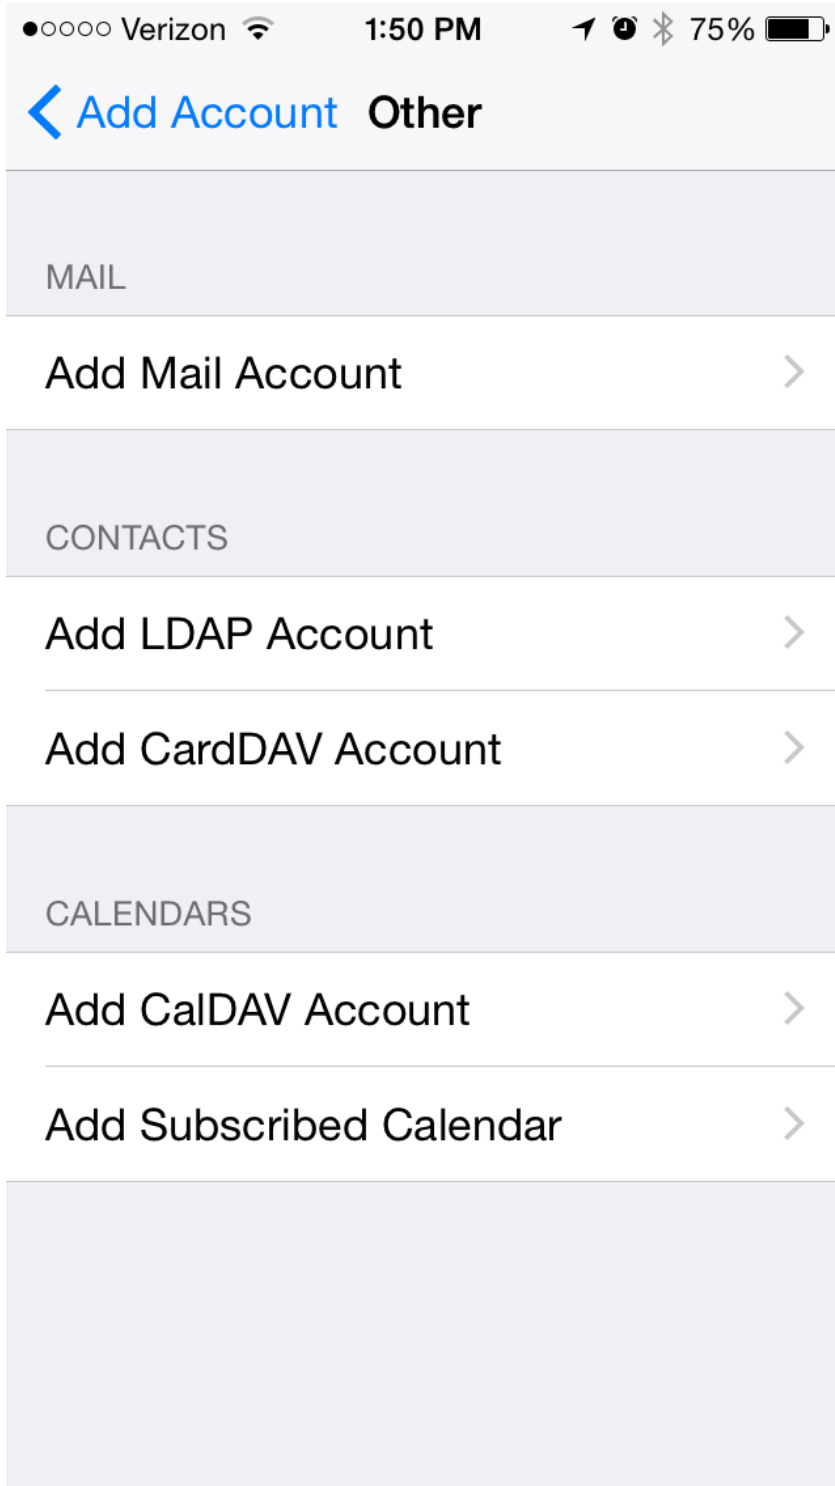 Verizon 1:50 PM 75%
Add Account Other
MAIL
Add Mail Account
CONTACTS
Add LDAP Account
Add CardDAV Account
CALENDARS
Add CalDAV Account
Add Subscribed Calendar